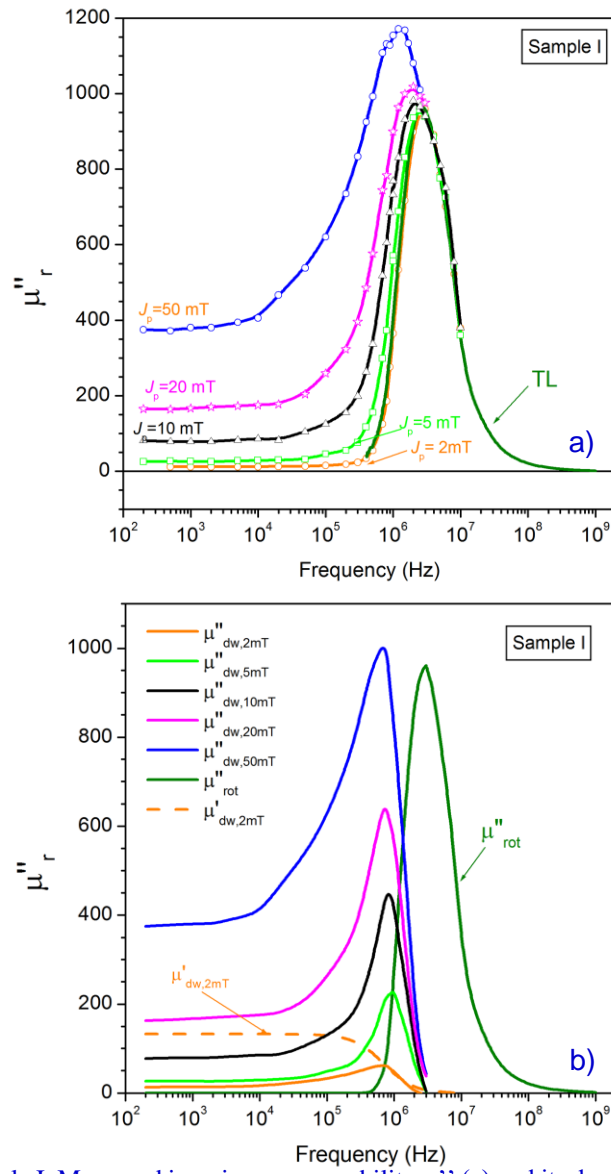 1200
Sample I
1000
800
μ''r
600
400
Jp=50 mT
TL
200
Jp=20 mT
Jp=10 mT
Jp=5 mT
a)
Jp= 2mT
0
10² 10³ 10⁴ 10⁵ 10⁶ 10⁷ 10⁸ 10⁹
Frequency (Hz)
1000
μ''dw,2mT
Sample I
μ''dw,5mT
μ''dw,10mT
800
μ''dw,20mT
μ''dw,50mT
μ''rot
μ'dw,2mT
600
μ''rot
μ''r
400
μ'dw,2mT
200
b)
0
10² 10³ 10⁴ 10⁵ 10⁶ 10⁷ 10⁸ 10⁹
Frequency (Hz)